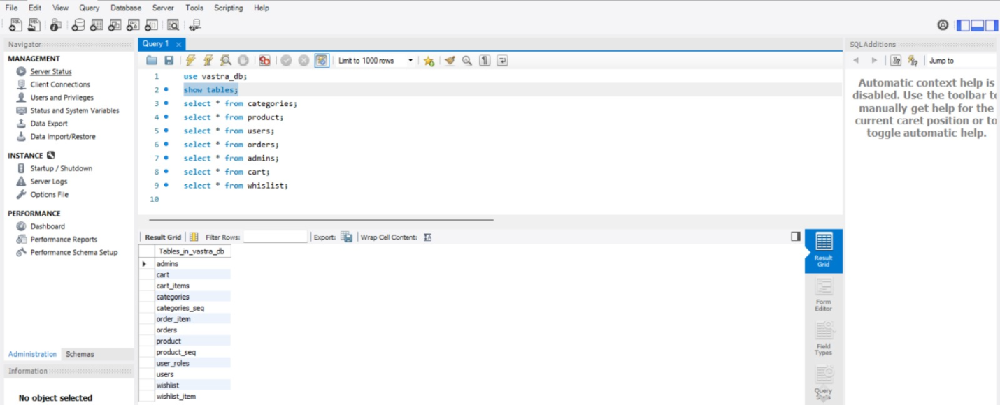 File Edit View Query Database Server Tools Scripting Help
Navigator
MANAGEMENT
Server Status
Client Connections
Users and Privileges
Status and System Variables
Data Export
Data Import/Restore
INSTANCE
Startup / Shutdown
Server Logs
Options File
PERFORMANCE
Dashboard
Performance Reports
Performance Schema Setup
Administration Schemas
Information
No object selected
Query 1
Limit to 1000 rows
1 use vastra_db;
2 show tables;
3 select * from categories;
4 select * from product;
5 select * from users;
6 select * from orders;
7 select * from admins;
8 select * from cart;
9 select * from whislist;
10
Result Grid Filter Rows: Export: Wrap Cell Content:
Tables_in_vastra_db
admins
cart
cart_items
categories
categories_seq
order_item
orders
product
product_seq
user_roles
users
wishlist
wishlist_item
Result
Grid
Form
Editor
Field
Types
Query
Stats
SQLAdditions
Jump to
Automatic context help is
disabled. Use the toolbar to
manually get help for the
current caret position or to
toggle automatic help.